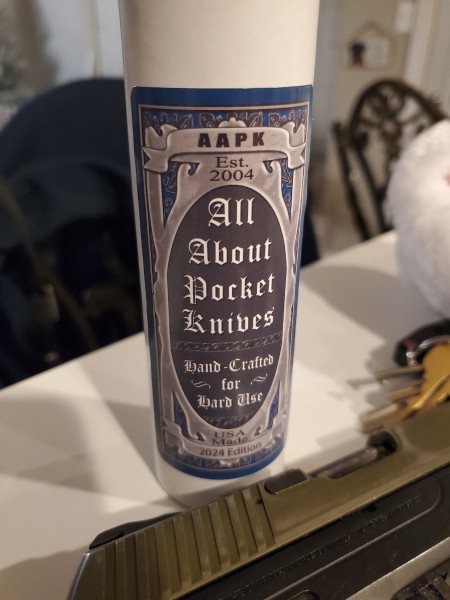 AAPK
Est.
2004
All
About
Pocket
Knives
Hand-Crafted
for
Hard Use
USA
Made
2024 Edition